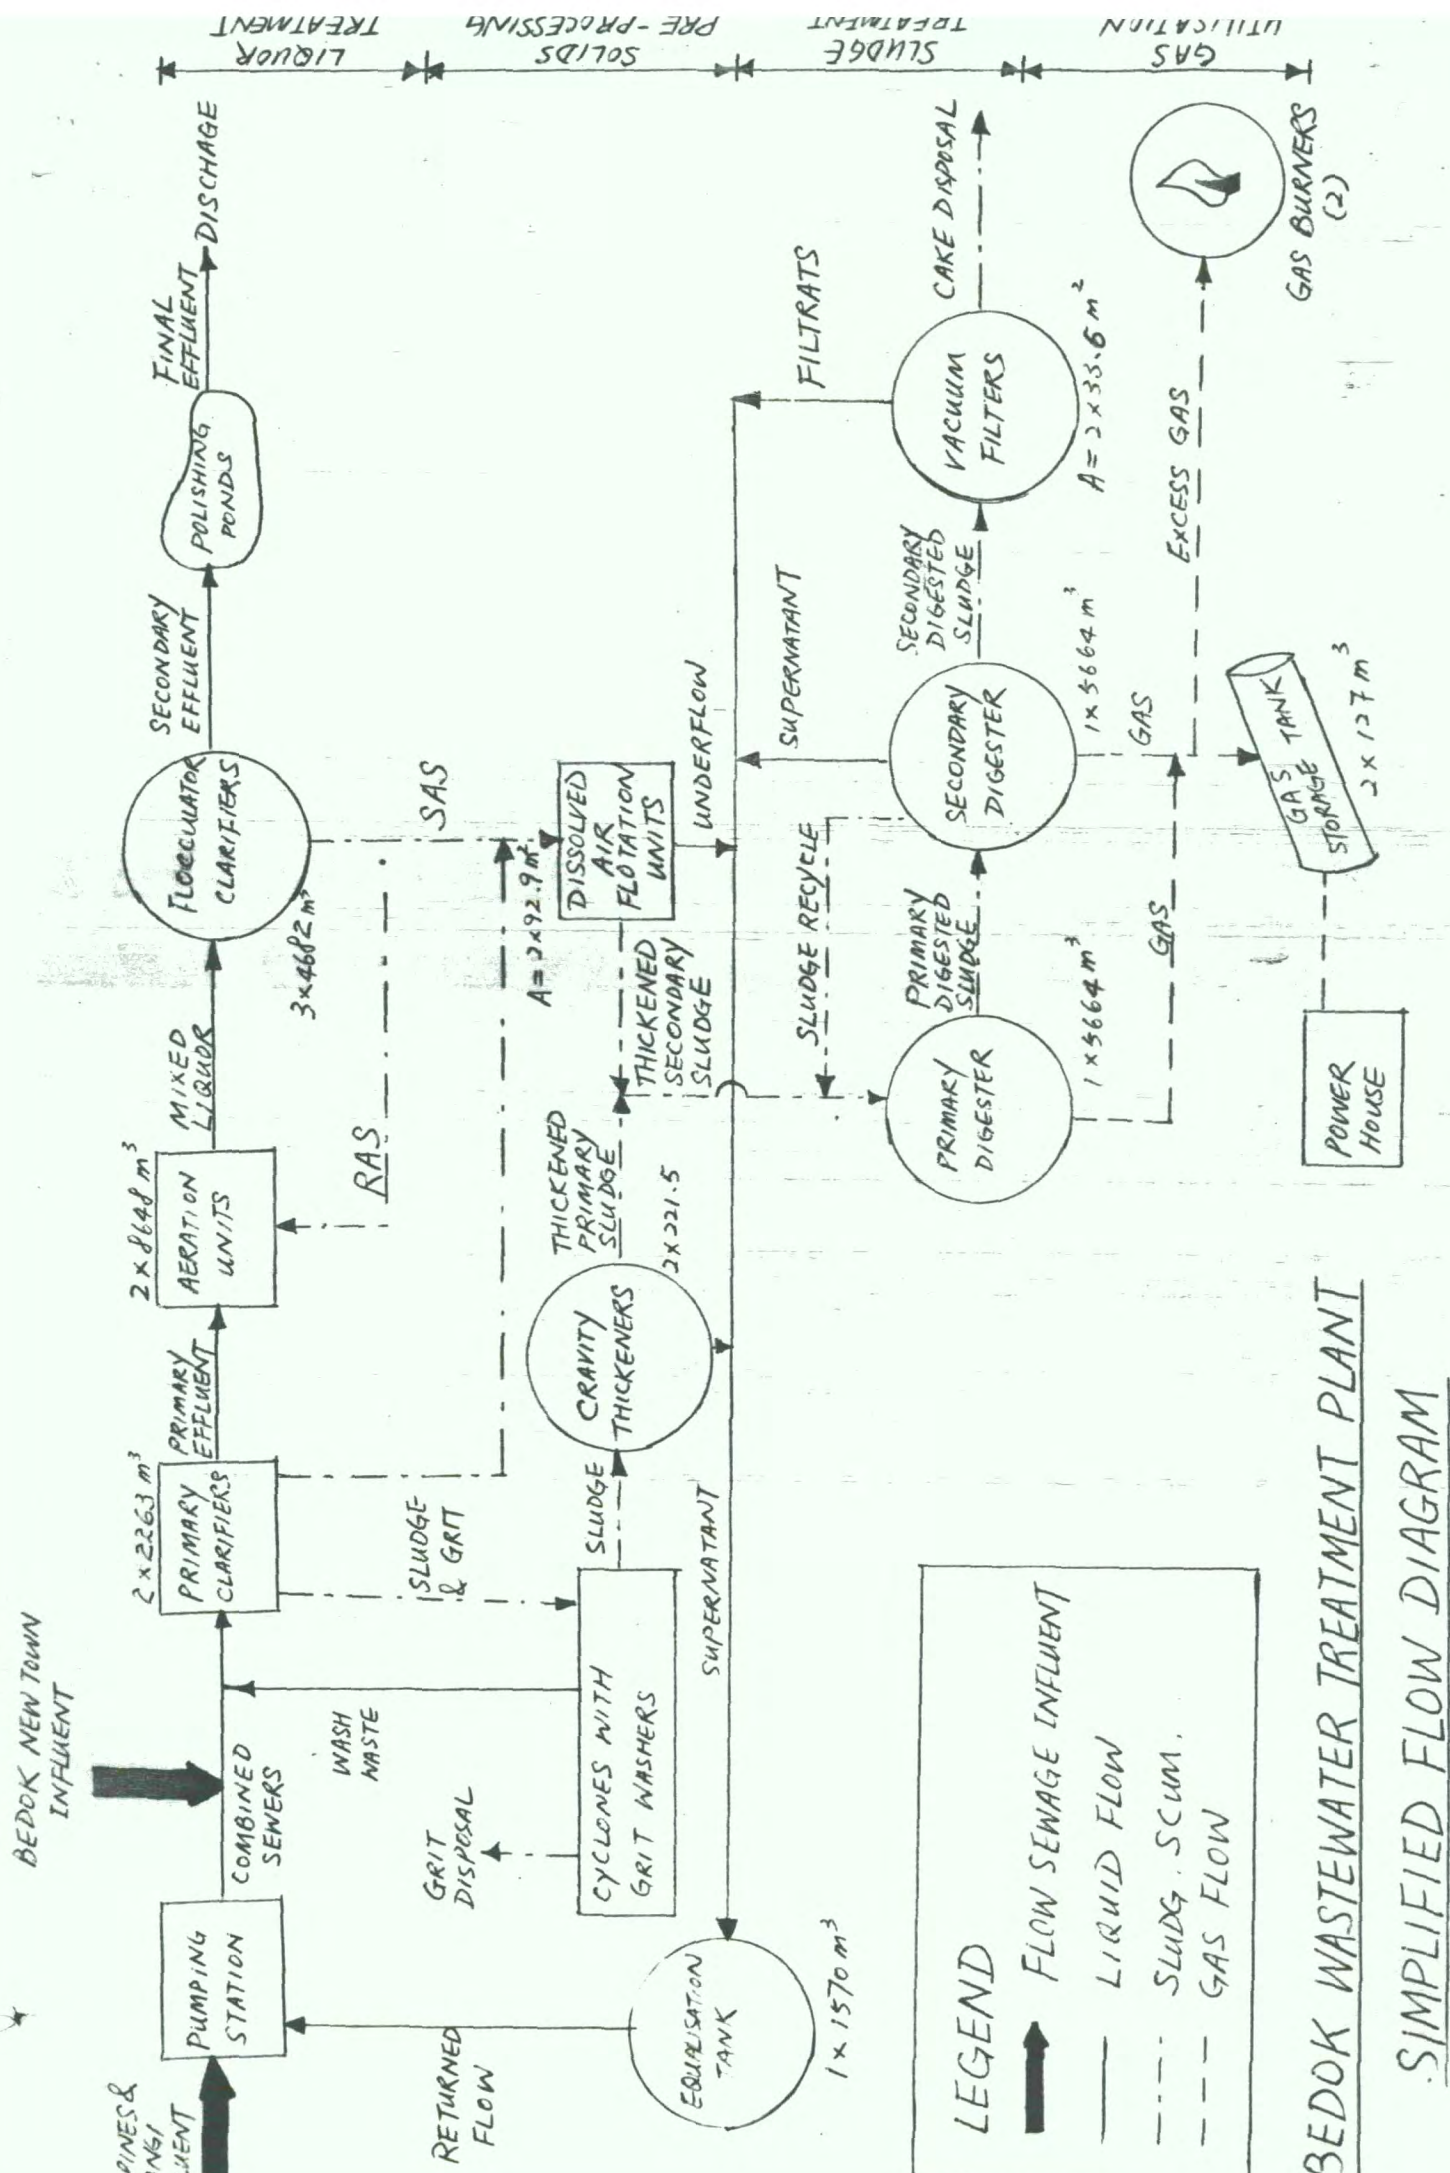 LIQUOR
TREATMENT
SOLIDS
PRE-PROCESSING
SLUDGE
TREATMENT
GAS
UTILISATION
BEDOK NEW TOWN
INFLUENT
PUMPING
STATION
COMBINED
SEWERS
2 x 2263 m³
PRIMARY
CLARIFIERS
PRIMARY
EFFLUENT
2 x 8648 m³
AERATION
UNITS
MIXED
LIQUOR
FLOCCULATOR
CLARIFIERS
3 x 4682 m³
SECONDARY
EFFLUENT
POLISHING
PONDS
FINAL
EFFLUENT
DISCHAGE
RETURNED
FLOW
GRIT
DISPOSAL
WASH
WASTE
SLUDGE
& GRIT
RAS
SAS
CYCLONES WITH
GRIT WASHERS
SLUDGE
CRAVITY
THICKENERS
2 x 221.5
THICKENED
PRIMARY
SLUDGE
THICKENED
SECONDARY
SLUDGE
A = 2 x 92.9 m²
DISSOLVED
AIR
FLOTATION
UNITS
UNDERFLOW
EQUALISATION
TANK
1 x 1570 m³
SUPERNATANT
SLUDGE RECYCLE
SUPERNATANT
FILTRATS
PRIMARY
DIGESTER
1 x 5664 m³
PRIMARY
DIGESTED
SLUDGE
SECONDARY
DIGESTER
1 x 5664 m³
SECONDARY
DIGESTED
SLUDGE
VACUUM
FILTERS
A = 2 x 33.6 m²
CAKE DISPOSAL
GAS
GAS
EXCESS GAS
GAS BURNERS
(2)
POWER
HOUSE
GAS
STORAGE TANK
2 x 127 m³
LEGEND
FLOW SEWAGE INFLUENT
LIQUID FLOW
SLUDG. SCUM.
GAS FLOW
BEDOK WASTEWATER TREATMENT PLANT
SIMPLIFIED FLOW DIAGRAM